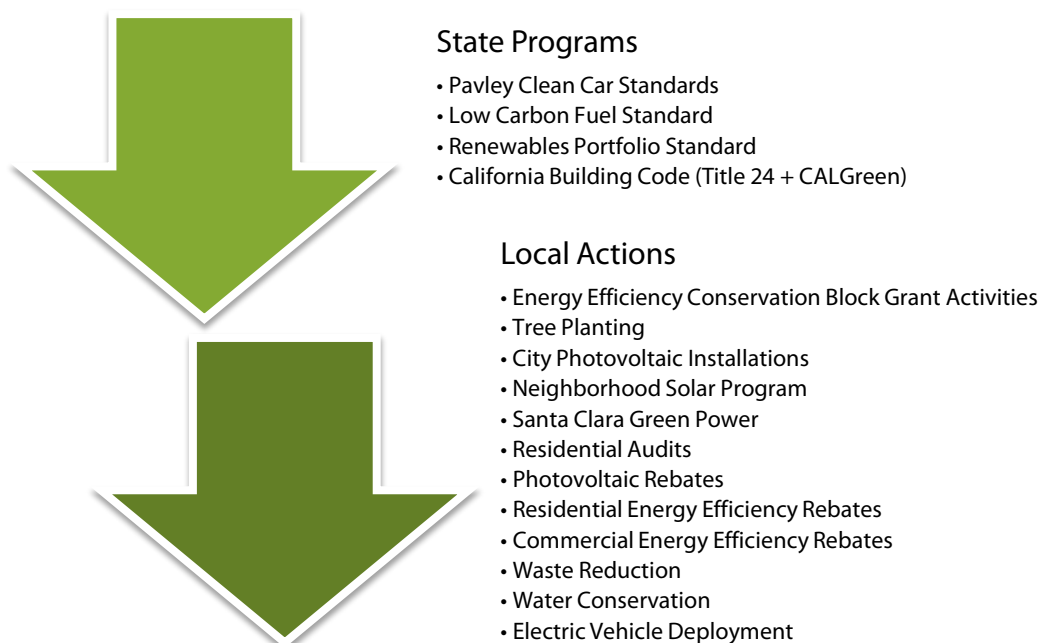 State Programs
• Pavley Clean Car Standards
• Low Carbon Fuel Standard
• Renewables Portfolio Standard
• California Building Code (Title 24 + CALGreen)
Local Actions
• Energy Efficiency Conservation Block Grant Activities
• Tree Planting
• City Photovoltaic Installations
• Neighborhood Solar Program
• Santa Clara Green Power
• Residential Audits
• Photovoltaic Rebates
• Residential Energy Efficiency Rebates
• Commercial Energy Efficiency Rebates
• Waste Reduction
• Water Conservation
• Electric Vehicle Deployment